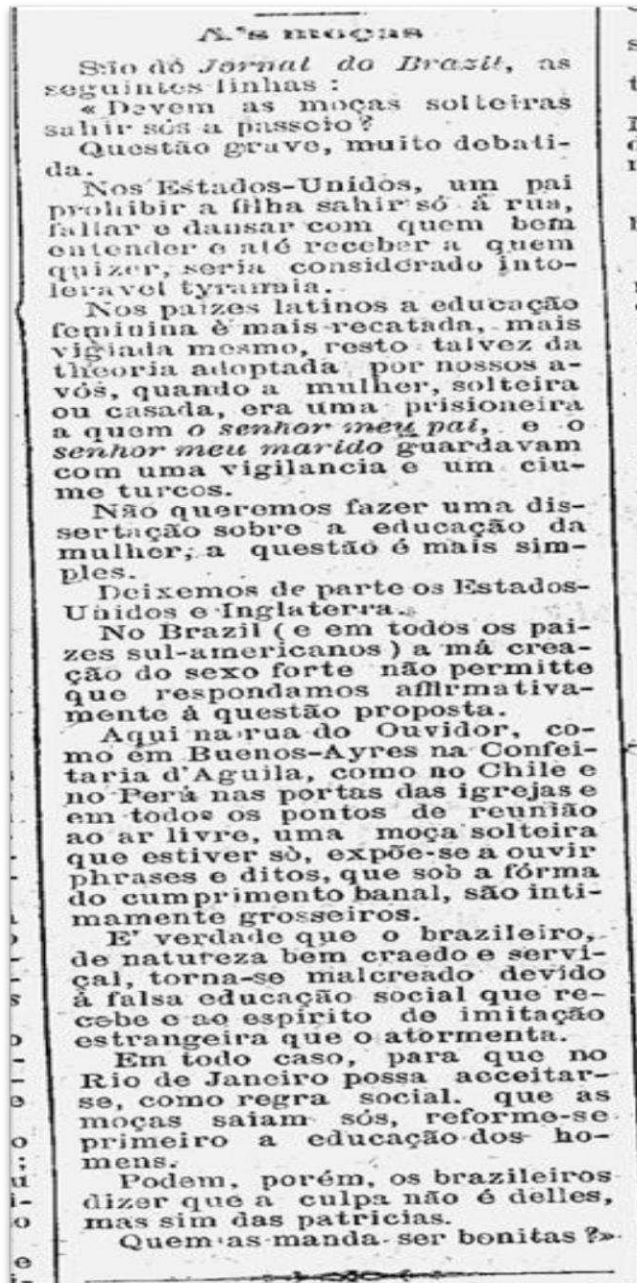 A's moças
São do Jornal do Brazil, as
seguintes linhas :
« Devem as moças solteiras
sahir sós a passeio?
Questão grave, muito debati-
da.
Nos Estados-Unidos, um pai
prohibir a filha sahir só á rua,
fallar e dansar com quem bem
entender e até receber a quem
quizer, seria considerado into-
leravel tyrannia.
Nos paizes latinos a educação
feminina é mais recatada, mais
vigiada mesmo, resto talvez da
theoria adoptada por nossos a-
vós, quando a mulher, solteira
ou casada, era uma prisioneira
a quem o senhor meu pai, e o
senhor meu marido guardavam
com uma vigilancia e um ciu-
me turcos.
Não queremos fazer uma dis-
sertação sobre a educação da
mulher, a questão é mais sim-
ples.
Deixemos de parte os Estados-
Unidos e Inglaterra.
No Brazil ( e em todos os pai-
zes sul-americanos ) a má crea-
ção do sexo forte não permitte
que respondamos affirmativa-
mente á questão proposta.
Aqui na rua do Ouvidor, co-
mo em Buenos-Ayres na Confei-
taria d'Aguila, como no Chile e
no Perú nas portas das igrejas e
em todos os pontos de reunião
ao ar livre, uma moça solteira
que estiver sò, expõe-se a ouvir
phrases e ditos, que sob a fórma
do cumprimento banal, são inti-
mamente grosseiros.
E' verdade que o brazileiro,
de natureza bem craedo e servi-
çal, torna-se malcreado devido
à falsa educação social que re-
cebe e ao espirito de imitação
estrangeira que o atormenta.
Em todo caso, para que no
Rio de Janeiro possa acceitar-
se, como regra social. que as
moças saiam sós, reforme-se
primeiro a educação dos ho-
mens.
Podem, porém, os brazileiros
dizer que a culpa não é delles,
mas sim das patricias.
Quem as manda ser bonitas ?»